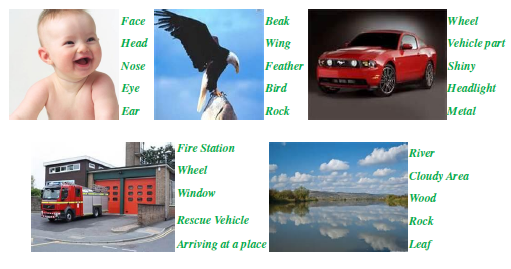 Face
Head
Nose
Eye
Ear
Beak
Wing
Feather
Bird
Rock
Wheel
Vehicle part
Shiny
Headlight
Metal
Fire Station
Wheel
Window
Rescue Vehicle
Arriving at a place
River
Cloudy Area
Wood
Rock
Leaf